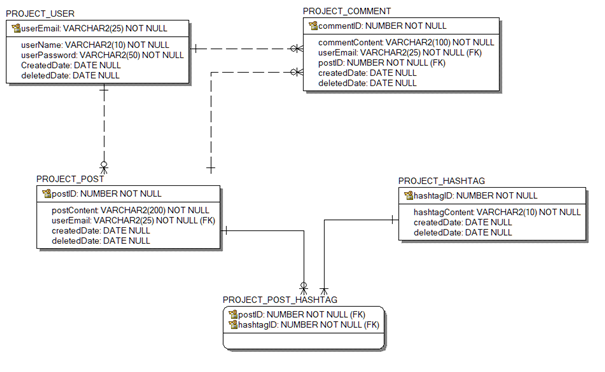 PROJECT_USER
userEmail: VARCHAR2(25) NOT NULL
userName: VARCHAR2(10) NOT NULL
userPassword: VARCHAR2(50) NOT NULL
CreatedDate: DATE NULL
deletedDate: DATE NULL
PROJECT_COMMENT
commentID: NUMBER NOT NULL
commentContent: VARCHAR2(100) NOT NULL
userEmail: VARCHAR2(25) NOT NULL (FK)
postID: NUMBER NOT NULL (FK)
createdDate: DATE NULL
deletedDate: DATE NULL
PROJECT_POST
postID: NUMBER NOT NULL
postContent: VARCHAR2(200) NOT NULL
userEmail: VARCHAR2(25) NOT NULL (FK)
createdDate: DATE NULL
deletedDate: DATE NULL
PROJECT_HASHTAG
hashtagID: NUMBER NOT NULL
hashtagContent: VARCHAR2(10) NOT NULL
createdDate: DATE NULL
deletedDate: DATE NULL
PROJECT_POST_HASHTAG
postID: NUMBER NOT NULL (FK)
hashtagID: NUMBER NOT NULL (FK)